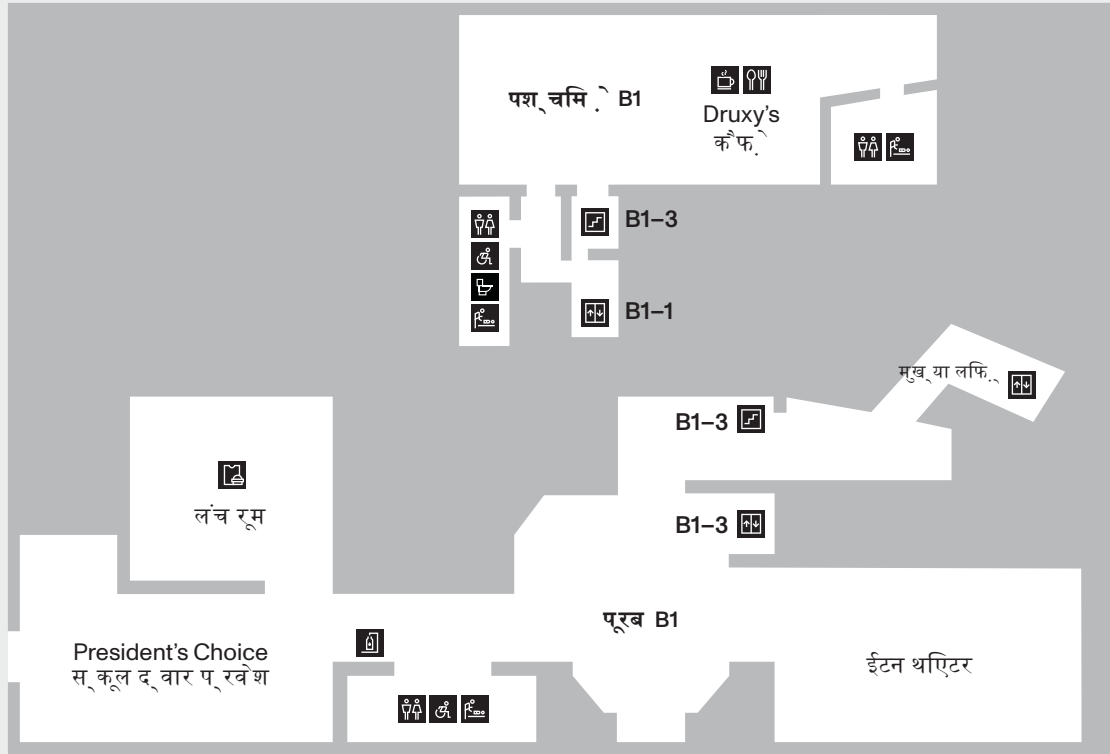 पश्चिमी B1
Druxy's
कैफ़े
B1–3
B1–1
मुख्या लिफ़्ट
B1–3
लंच रूम
B1–3
पूरब B1
President's Choice
स्कूल द्वार प्रवेश
ईटन थिएटर